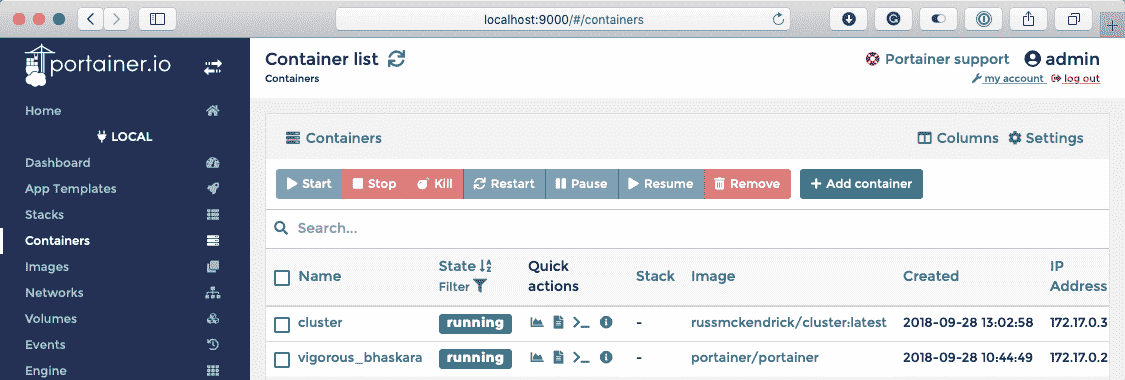 localhost:9000/#/containers
portainer.io
Home
LOCAL
Dashboard
App Templates
Stacks
Containers
Images
Networks
Volumes
Events
Engine
Container list
Containers
Portainer support admin
my account log out
Containers
Columns Settings
Start Stop Kill Restart Pause Resume Remove + Add container
Search...
Name State Filter Quick actions Stack Image Created IP Address
cluster running - russmckendrick/cluster:latest 2018-09-28 13:02:58 172.17.0.3
vigorous_bhaskara running - portainer/portainer 2018-09-28 10:44:49 172.17.0.2